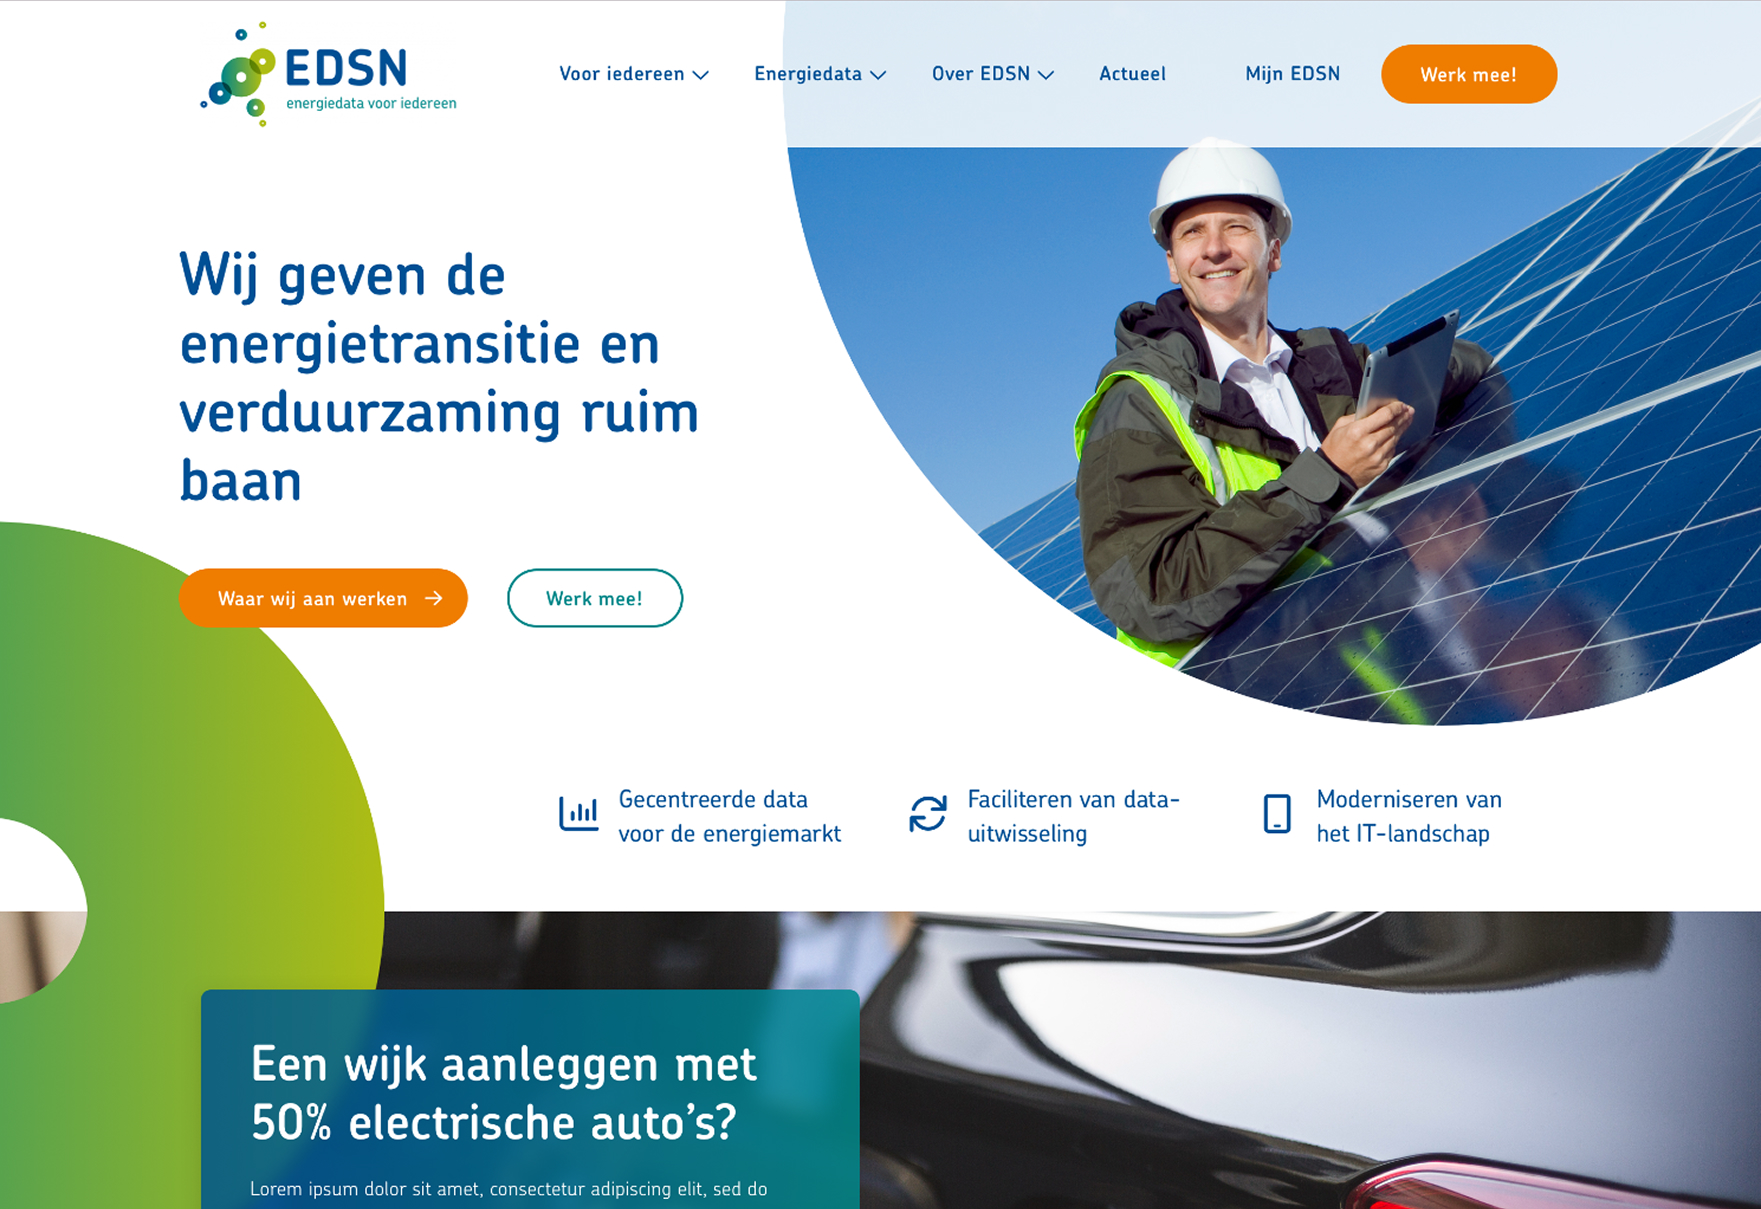 EDSN
energiedata voor iedereen
Voor iedereen
Energiedata
Over EDSN
Actueel
Mijn EDSN
Werk mee!
Wij geven de
energietransitie en
verduurzaming ruim
baan
Waar wij aan werken
Werk mee!
Gecentreerde data
voor de energiemarkt
Faciliteren van data-
uitwisseling
Moderniseren van
het IT-landschap
Een wijk aanleggen met
50% electrische auto's?
Lorem ipsum dolor sit amet, consectetur adipiscing elit, sed do